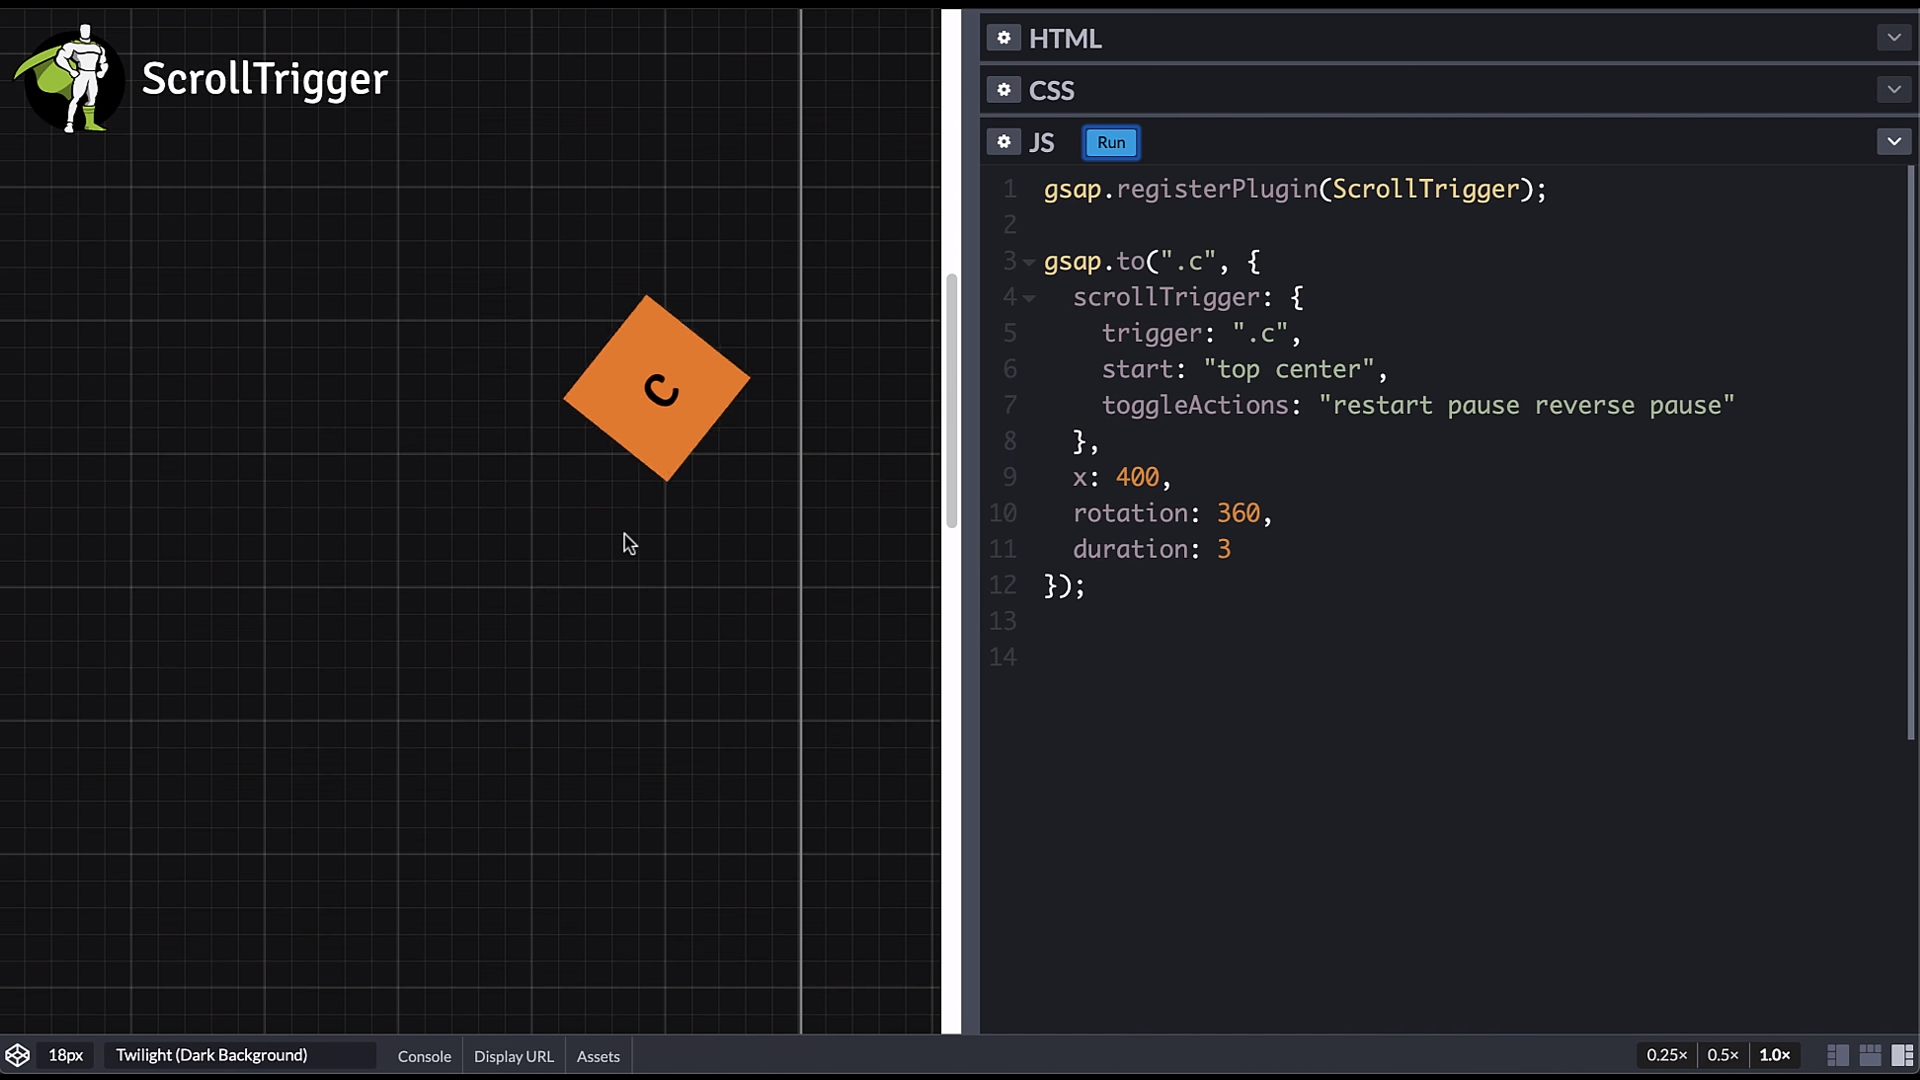 ScrollTrigger
C
HTML
CSS
JS
Run
1 gsap.registerPlugin(ScrollTrigger);
2
3 gsap.to(".c", {
4 scrollTrigger: {
5 trigger: ".c",
6 start: "top center",
7 toggleActions: "restart pause reverse pause"
8 },
9 x: 400,
10 rotation: 360,
11 duration: 3
12 });
13
14
18px
Twilight (Dark Background)
Console
Display URL
Assets
0.25×
0.5×
1.0×